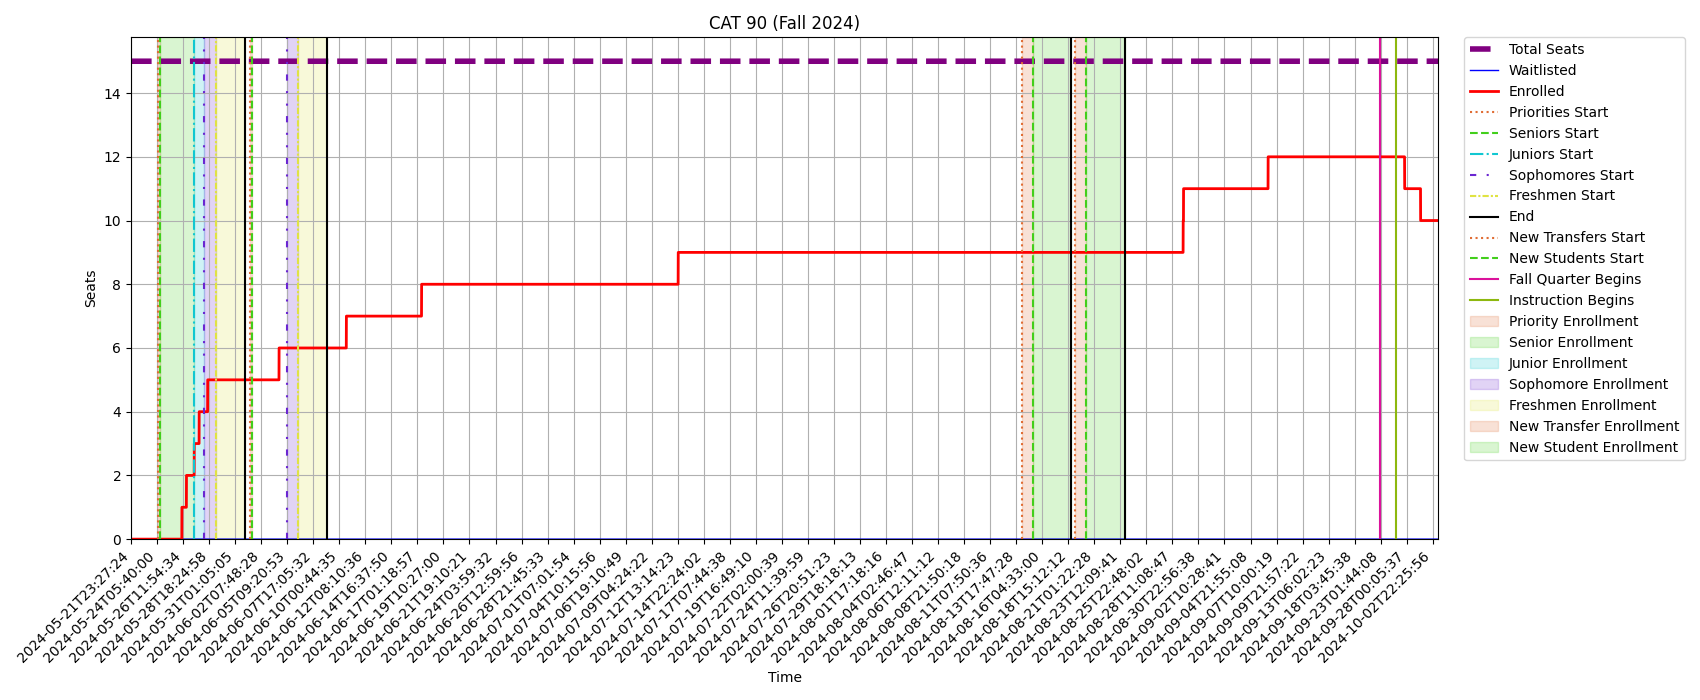 CAT 90 (Fall 2024)
Seats
14
12
10
8
6
4
2
0
2024-05-21T23:27:24
2024-05-24T05:40:00
2024-05-26T11:54:34
2024-05-28T18:24:58
2024-05-31T01:05:05
2024-06-02T07:48:28
2024-06-05T09:20:53
2024-06-07T17:05:32
2024-06-10T00:44:35
2024-06-12T08:10:36
2024-06-14T16:37:50
2024-06-17T01:18:57
2024-06-19T10:27:00
2024-06-21T19:10:21
2024-06-24T03:59:32
2024-06-26T12:59:56
2024-06-28T21:45:33
2024-07-01T07:01:54
2024-07-04T10:15:56
2024-07-06T19:10:49
2024-07-09T04:24:22
2024-07-12T13:14:23
2024-07-14T22:24:02
2024-07-17T07:44:38
2024-07-19T16:49:10
2024-07-22T02:00:39
2024-07-24T11:39:59
2024-07-26T20:51:23
2024-07-29T18:18:13
2024-08-01T17:18:16
2024-08-04T02:46:47
2024-08-06T12:11:12
2024-08-08T21:50:18
2024-08-11T07:50:36
2024-08-13T17:47:28
2024-08-16T04:33:00
2024-08-18T15:12:12
2024-08-21T01:22:28
2024-08-23T12:09:41
2024-08-25T22:48:02
2024-08-28T11:08:47
2024-08-30T22:56:38
2024-09-02T10:28:41
2024-09-04T21:55:08
2024-09-07T10:00:19
2024-09-09T21:57:22
2024-09-13T06:02:23
2024-09-18T03:45:38
2024-09-23T01:44:08
2024-09-28T00:05:37
2024-10-02T22:25:56
Time
Total Seats
Waitlisted
Enrolled
Priorities Start
Seniors Start
Juniors Start
Sophomores Start
Freshmen Start
End
New Transfers Start
New Students Start
Fall Quarter Begins
Instruction Begins
Priority Enrollment
Senior Enrollment
Junior Enrollment
Sophomore Enrollment
Freshmen Enrollment
New Transfer Enrollment
New Student Enrollment